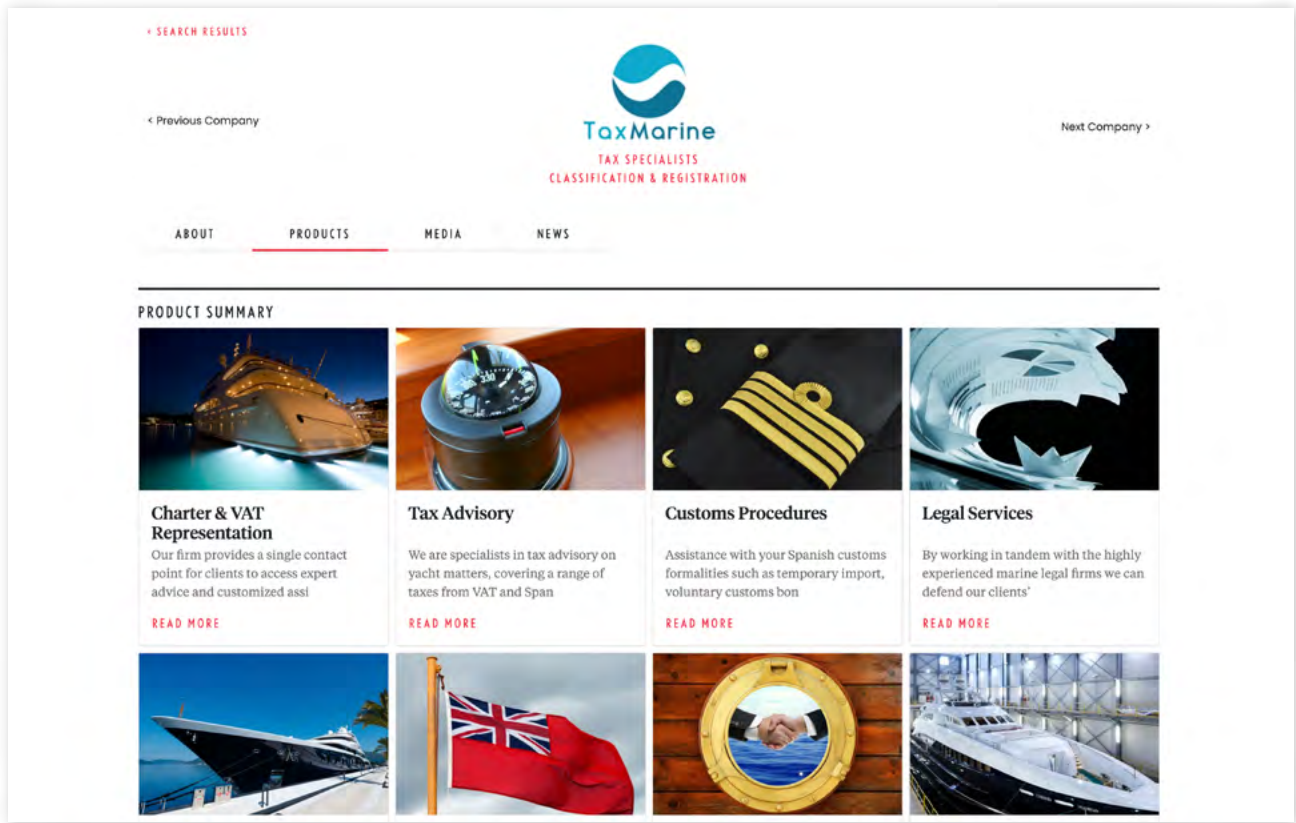 ‹ SEARCH RESULTS
< Previous Company
TaxMarine
Next Company >
TAX SPECIALISTS
CLASSIFICATION & REGISTRATION
ABOUT PRODUCTS MEDIA NEWS
PRODUCT SUMMARY
330
Charter & VAT
Representation
Our firm provides a single contact
point for clients to access expert
advice and customized assi
READ MORE
Tax Advisory
We are specialists in tax advisory on
yacht matters, covering a range of
taxes from VAT and Span
READ MORE
Customs Procedures
Assistance with your Spanish customs
formalities such as temporary import,
voluntary customs bon
READ MORE
Legal Services
By working in tandem with the highly
experienced marine legal firms we can
defend our clients'
READ MORE